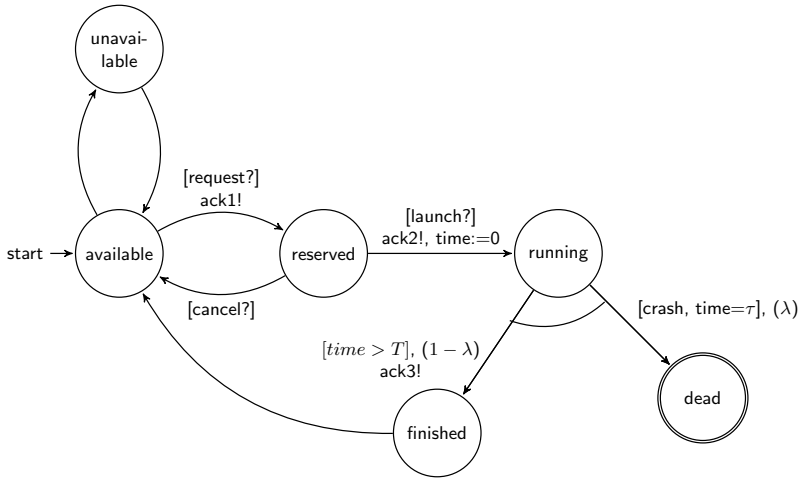 unavai-
lable
[request?]
ack1!
[launch?]
ack2!, time:=0
start
available
reserved
running
[cancel?]
[crash, time=τ], (λ)
[time > T], (1 − λ)
ack3!
dead
finished